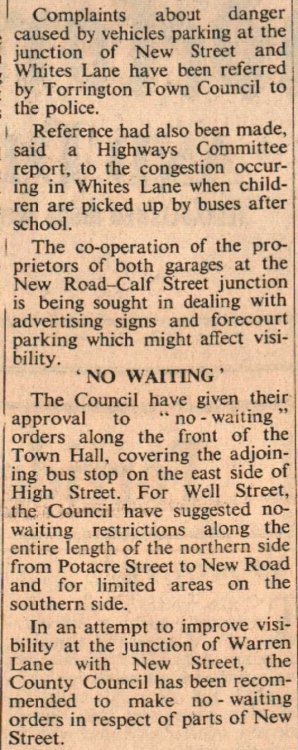 Complaints about danger
caused by vehicles parking at the
junction of New Street and
Whites Lane have been referred
by Torrington Town Council to
the police.
Reference had also been made,
said a Highways Committee
report, to the congestion occur-
ing in Whites Lane when child-
ren are picked up by buses after
school.
The co-operation of the pro-
prietors of both garages at the
New Road–Calf Street junction
is being sought in dealing with
advertising signs and forecourt
parking which might affect visi-
bility.
‘ NO WAITING ’
The Council have given their
approval to “ no - waiting ”
orders along the front of the
Town Hall, covering the adjoin-
ing bus stop on the east side of
High Street. For Well Street,
the Council have suggested no-
waiting restrictions along the
entire length of the northern side
from Potacre Street to New Road
and for limited areas on the
southern side.
In an attempt to improve visi-
bility at the junction of Warren
Lane with New Street, the
County Council has been recom-
mended to make no - waiting
orders in respect of parts of New
Street.